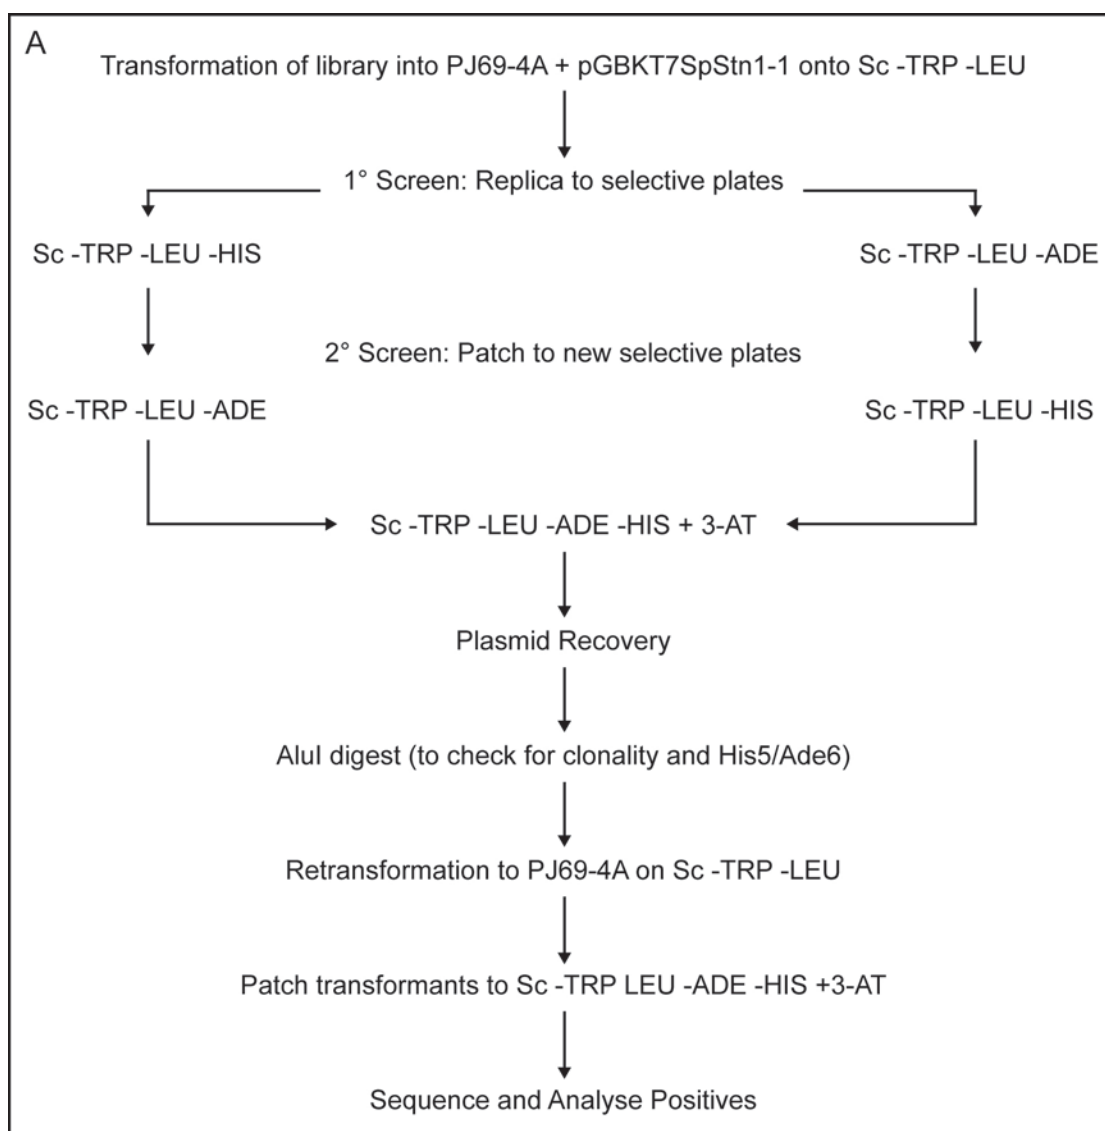 A
Transformation of library into PJ69-4A + pGBKT7SpStn1-1 onto Sc -TRP -LEU
1° Screen: Replica to selective plates
Sc -TRP -LEU -HIS
Sc -TRP -LEU -ADE
2° Screen: Patch to new selective plates
Sc -TRP -LEU -ADE
Sc -TRP -LEU -HIS
Sc -TRP -LEU -ADE -HIS + 3-AT
Plasmid Recovery
AluI digest (to check for clonality and His5/Ade6)
Retransformation to PJ69-4A on Sc -TRP -LEU
Patch transformants to Sc -TRP LEU -ADE -HIS +3-AT
Sequence and Analyse Positives